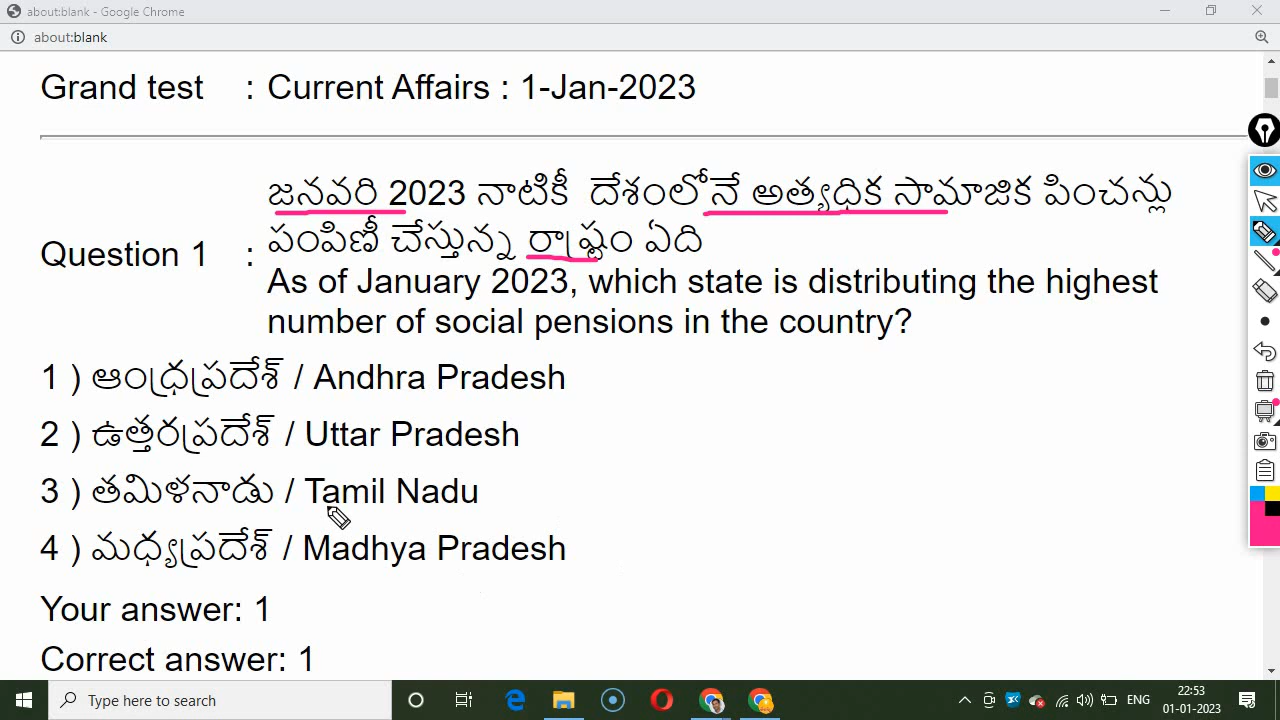 about:blank - Google Chrome
about:blank
Grand test : Current Affairs : 1-Jan-2023
జనవరి 2023 నాటికీ దేశంలోనే అత్యధిక సామాజిక పించన్లు
పంపిణీ చేస్తున్న రాష్ట్రం ఏది
Question 1 :
As of January 2023, which state is distributing the highest
number of social pensions in the country?
1 ) ఆంధ్రప్రదేశ్ / Andhra Pradesh
2 ) ఉత్తరప్రదేశ్ / Uttar Pradesh
3 ) తమిళనాడు / Tamil Nadu
4 ) మధ్యప్రదేశ్ / Madhya Pradesh
Your answer: 1
Correct answer: 1
Type here to search
ENG
22:53
01-01-2023